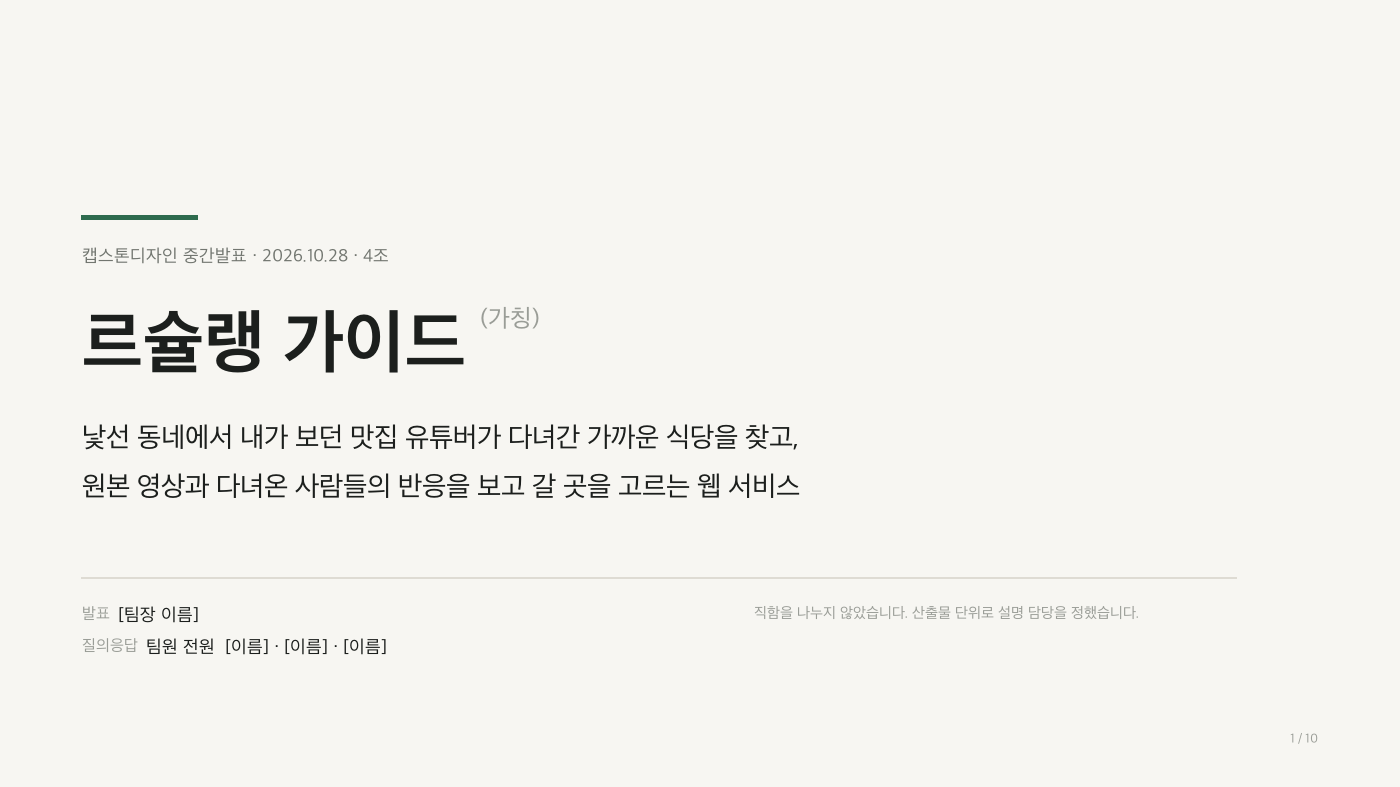 캡스톤디자인 중간발표 · 2026.10.28 · 4조
르슐랭 가이드 (가칭)
낯선 동네에서 내가 보던 맛집 유튜버가 다녀간 가까운 식당을 찾고,
원본 영상과 다녀온 사람들의 반응을 보고 갈 곳을 고르는 웹 서비스
발표 [팀장 이름]
직함을 나누지 않았습니다. 산출물 단위로 설명 담당을 정했습니다.
질의응답 팀원 전원 [이름] · [이름] · [이름]
1 / 10